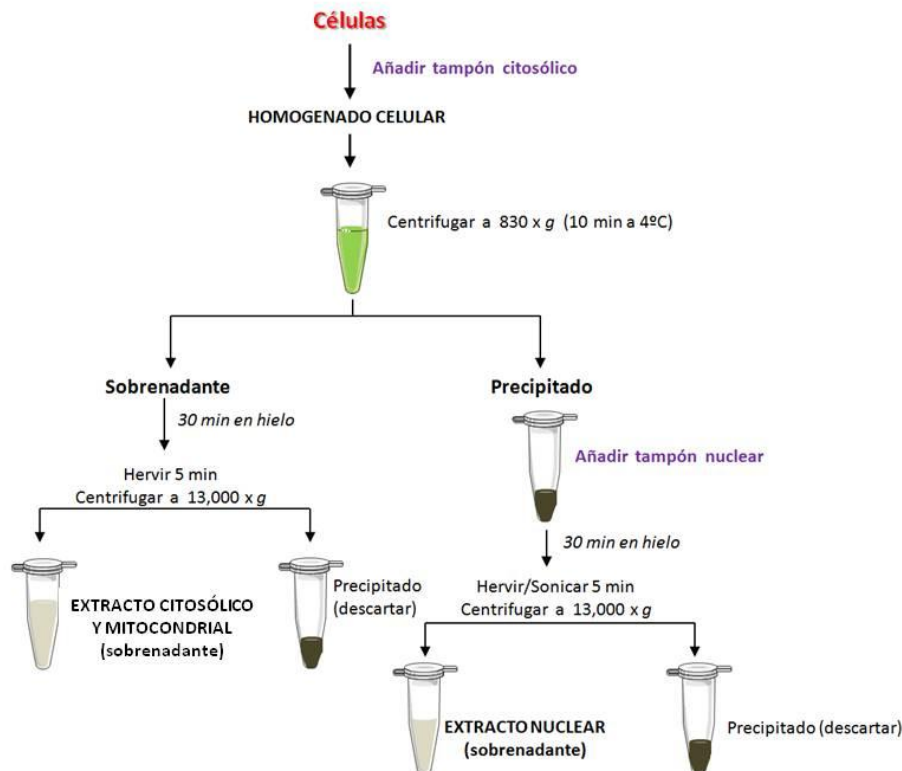 Células
Añadir tampón citosólico
HOMOGENADO CELULAR
Centrifugar a 830 x g (10 min a 4ºC)
Sobrenadante
30 min en hielo
Hervir 5 min
Centrifugar a 13,000 x g
EXTRACTO CITOSÓLICO
Y MITOCONDRIAL
(sobrenadante)
Precipitado
(descartar)
Precipitado
Añadir tampón nuclear
30 min en hielo
Hervir/Sonicar 5 min
Centrifugar a 13,000 x g
EXTRACTO NUCLEAR
(sobrenadante)
Precipitado (descartar)